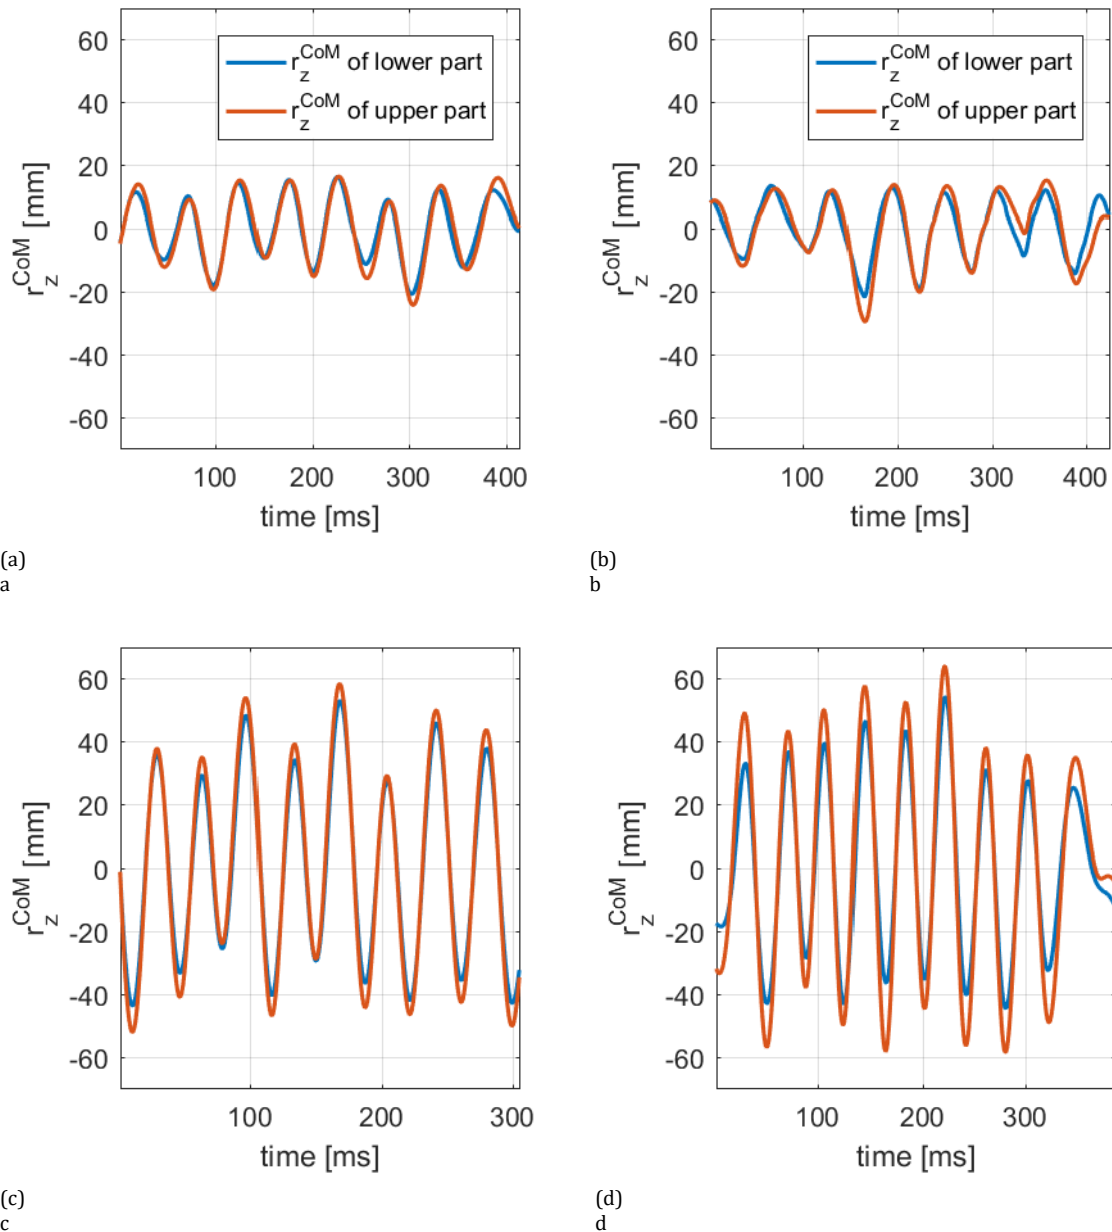 60
40
20
0
-20
-40
-60
r_z^CoM [mm]
r_z^CoM of lower part
r_z^CoM of upper part
100 200 300 400
time [ms]
(a)
a
60
40
20
0
-20
-40
-60
r_z^CoM [mm]
r_z^CoM of lower part
r_z^CoM of upper part
100 200 300 400
time [ms]
(b)
b
60
40
20
0
-20
-40
-60
r_z^CoM [mm]
100 200 300
time [ms]
(c)
c
60
40
20
0
-20
-40
-60
r_z^CoM [mm]
100 200 300
time [ms]
(d)
d